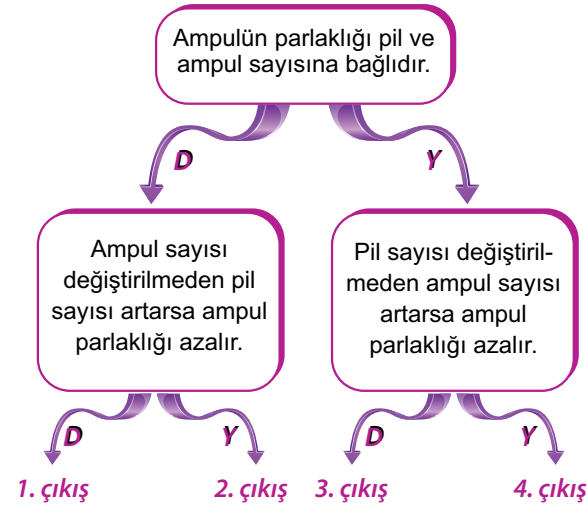 Ampulün parlaklığı pil ve
ampul sayısına bağlıdır.
D
Y
Ampul sayısı
değiştirilmeden pil
sayısı artarsa ampul
parlaklığı azalır.
Pil sayısı değiştiril-
meden ampul sayısı
artarsa ampul
parlaklığı azalır.
D
Y
D
Y
1. çıkış
2. çıkış
3. çıkış
4. çıkış